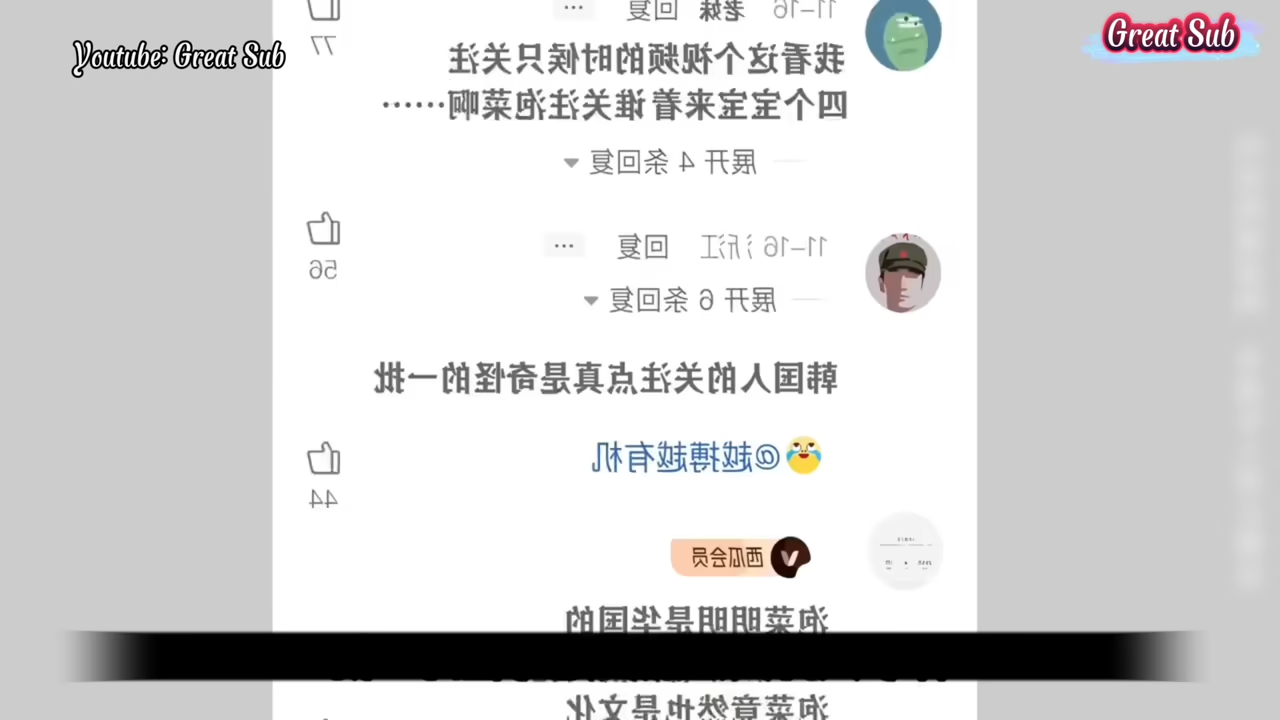 Youtube: Great Sub
Great Sub
11-16 老妹 回复 ...
77
我看这个视频的时候只关注
四个宝宝来着谁关注泡菜啊……
展开 4 条回复
11-16 回复 ...
56
展开 6 条回复
韩国人的关注点真是奇怪的一批
@越搏越有机
44
西瓜会员
泡菜明明是华国的
泡菜竟然也是文化